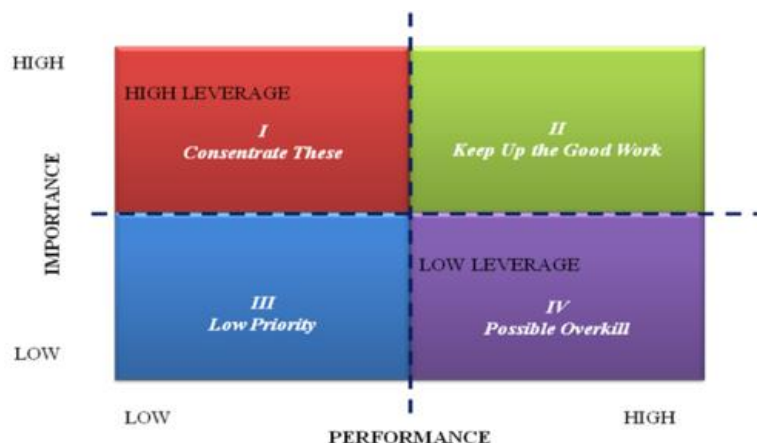 HIGH
HIGH LEVERAGE
I
Consentrate These
II
Keep Up the Good Work
IMPORTANCE
LOW LEVERAGE
III
Low Priority
IV
Possible Overkill
LOW
LOW
HIGH
PERFORMANCE